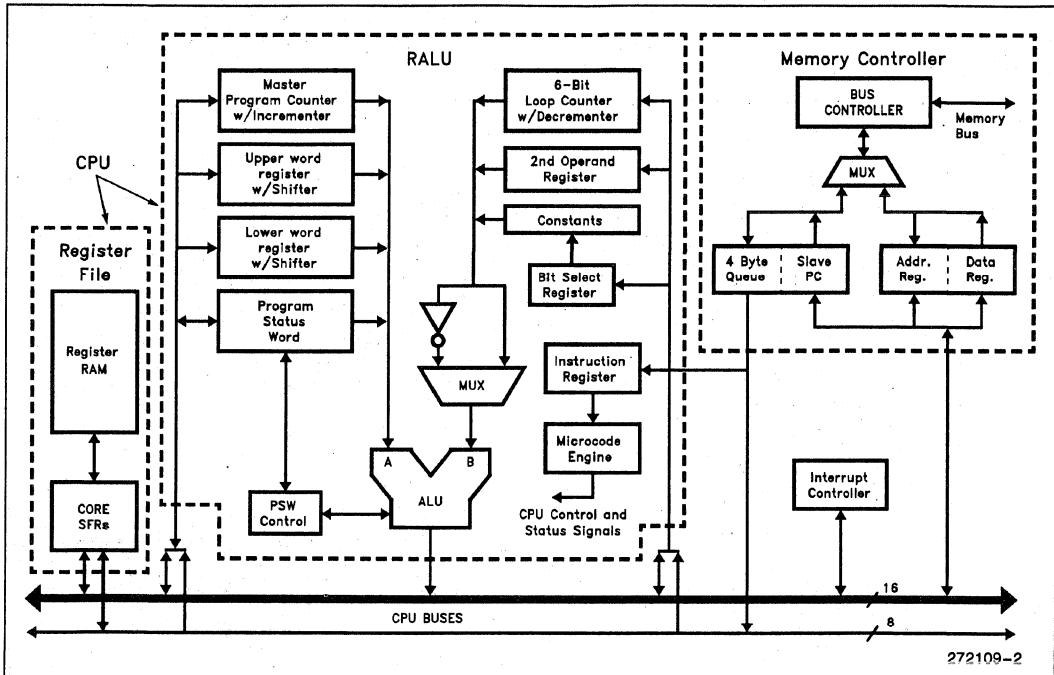 RALU
Master
Program Counter
w/Incrementer
Upper word
register
w/Shifter
Lower word
register
w/Shifter
Program
Status
Word
PSW
Control
6-Bit
Loop Counter
w/Decrementer
2nd Operand
Register
Constants
Bit Select
Register
MUX
Instruction
Register
Microcode
Engine
CPU Control and
Status Signals
A
B
ALU
CPU
Register
File
Register
RAM
CORE
SFRs
Memory Controller
BUS
CONTROLLER
Memory
Bus
MUX
4 Byte
Queue
Slave
PC
Addr.
Reg.
Data
Reg.
Interrupt
Controller
16
CPU BUSES
8
272109-2